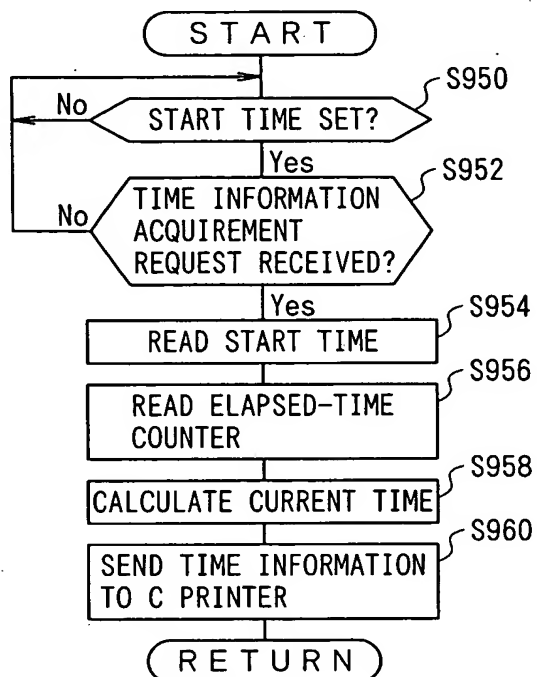 START
S950
No
START TIME SET?
Yes
S952
No
TIME INFORMATION
ACQUIREMENT
REQUEST RECEIVED?
Yes
S954
READ START TIME
S956
READ ELAPSED-TIME
COUNTER
S958
CALCULATE CURRENT TIME
S960
SEND TIME INFORMATION
TO C PRINTER
RETURN